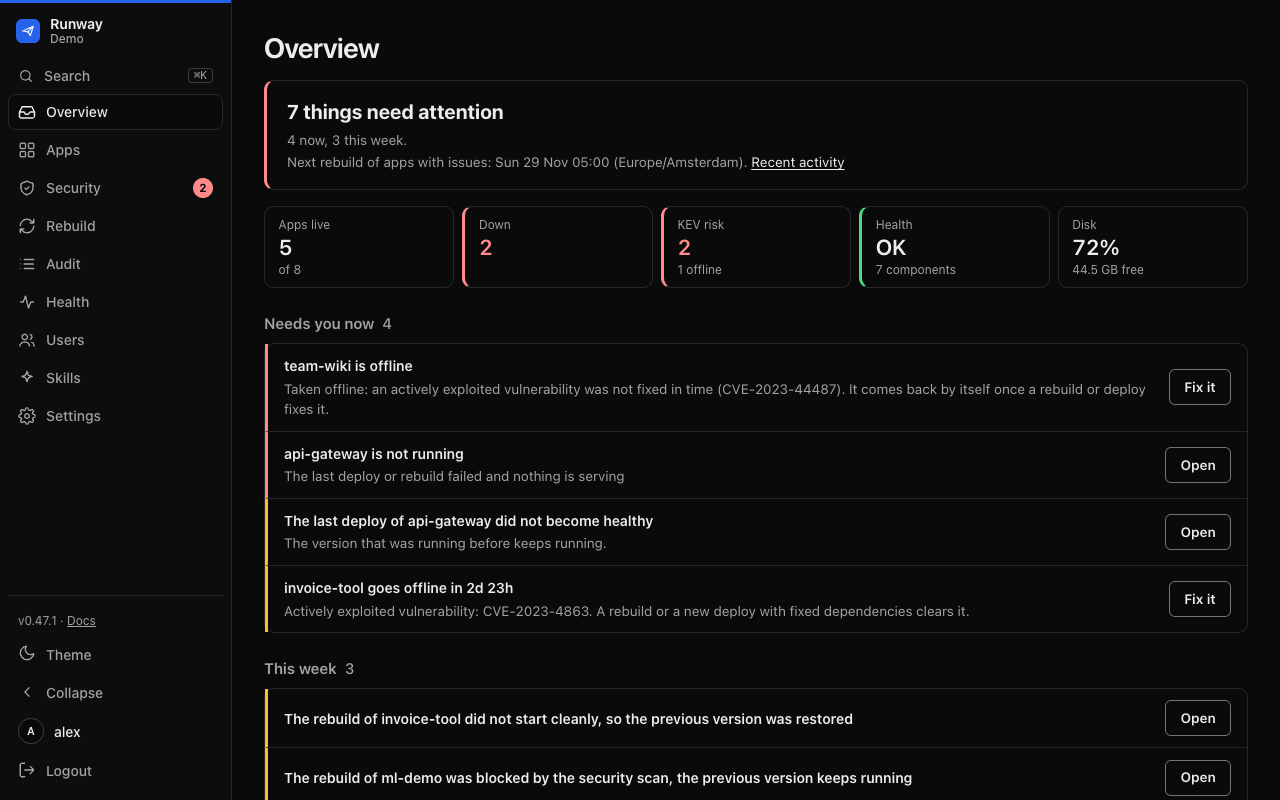 Runway
Demo
Search ⌘K
Overview
Apps
Security 2
Rebuild
Audit
Health
Users
Skills
Settings
v0.47.1 · Docs
Theme
Collapse
A alex
Logout
Overview
7 things need attention
4 now, 3 this week.
Next rebuild of apps with issues: Sun 29 Nov 05:00 (Europe/Amsterdam). Recent activity
Apps live
5
of 8
Down
2
KEV risk
2
1 offline
Health
OK
7 components
Disk
72%
44.5 GB free
Needs you now 4
team-wiki is offline
Taken offline: an actively exploited vulnerability was not fixed in time (CVE-2023-44487). It comes back by itself once a rebuild or deploy
fixes it.
Fix it
api-gateway is not running
The last deploy or rebuild failed and nothing is serving
Open
The last deploy of api-gateway did not become healthy
The version that was running before keeps running.
Open
invoice-tool goes offline in 2d 23h
Actively exploited vulnerability: CVE-2023-4863. A rebuild or a new deploy with fixed dependencies clears it.
Fix it
This week 3
The rebuild of invoice-tool did not start cleanly, so the previous version was restored
Open
The rebuild of ml-demo was blocked by the security scan, the previous version keeps running
Open